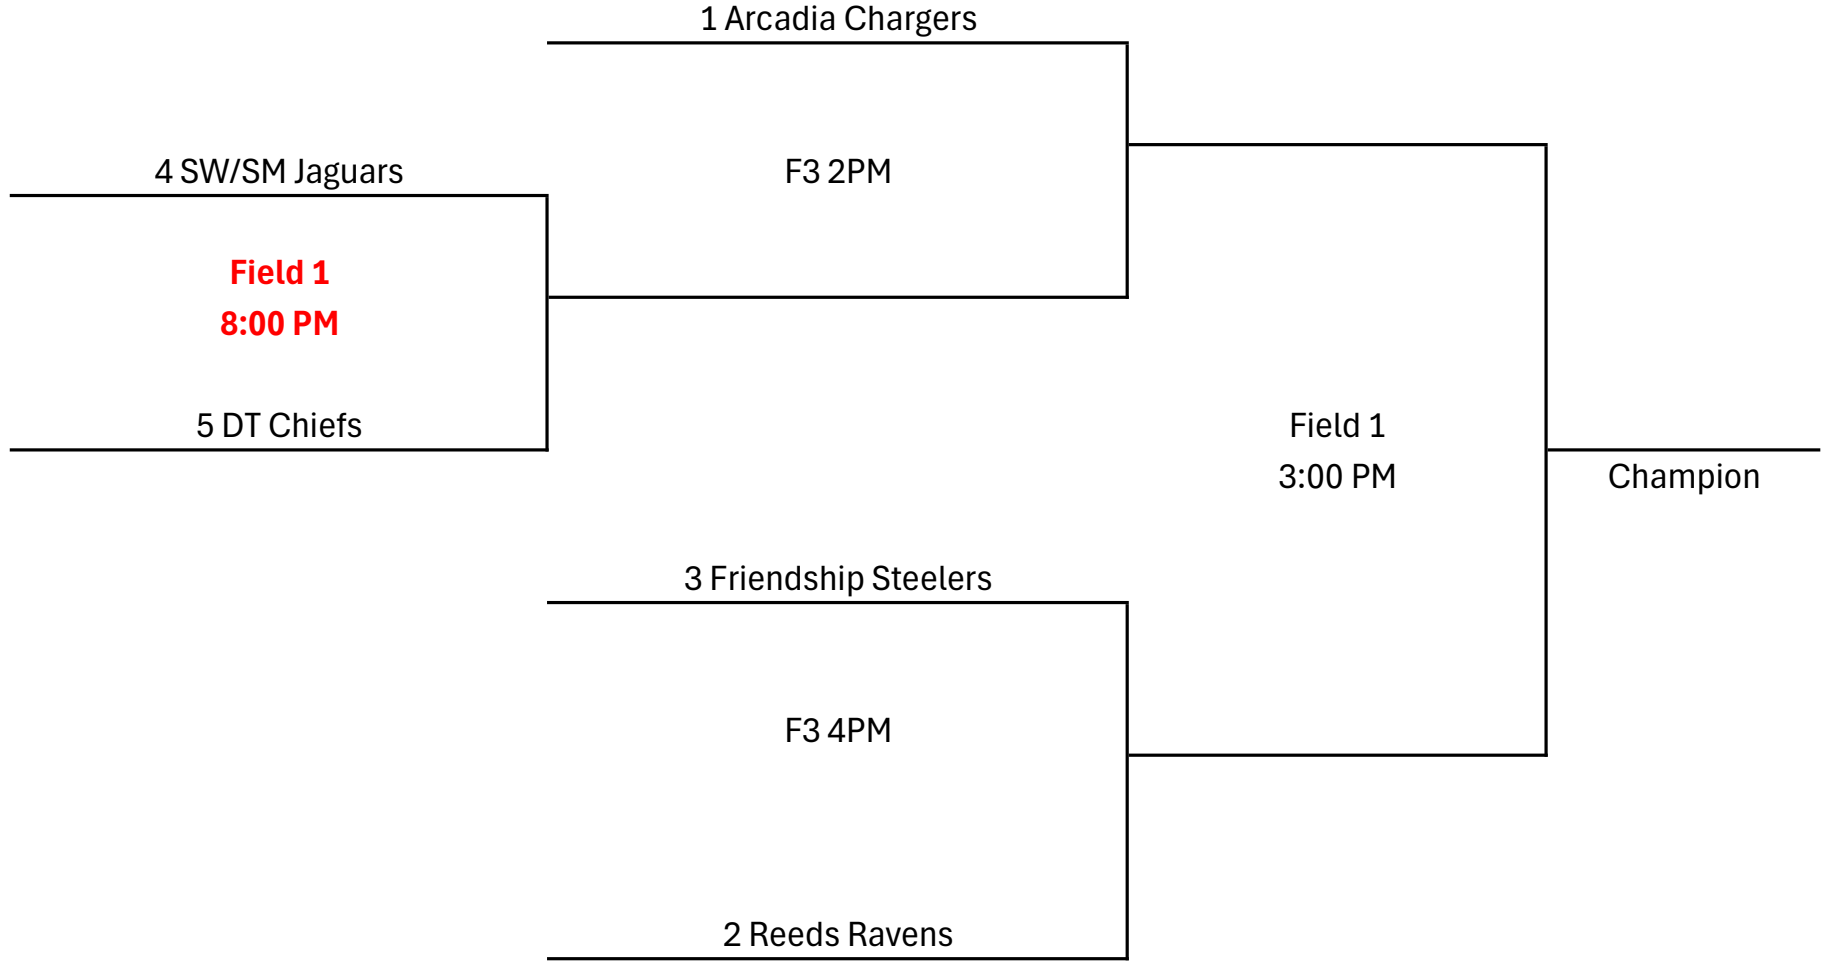 1 Arcadia Chargers
4 SW/SM Jaguars
F3 2PM
Field 1
8:00 PM
5 DT Chiefs
Field 1
3:00 PM
Champion
3 Friendship Steelers
F3 4PM
2 Reeds Ravens